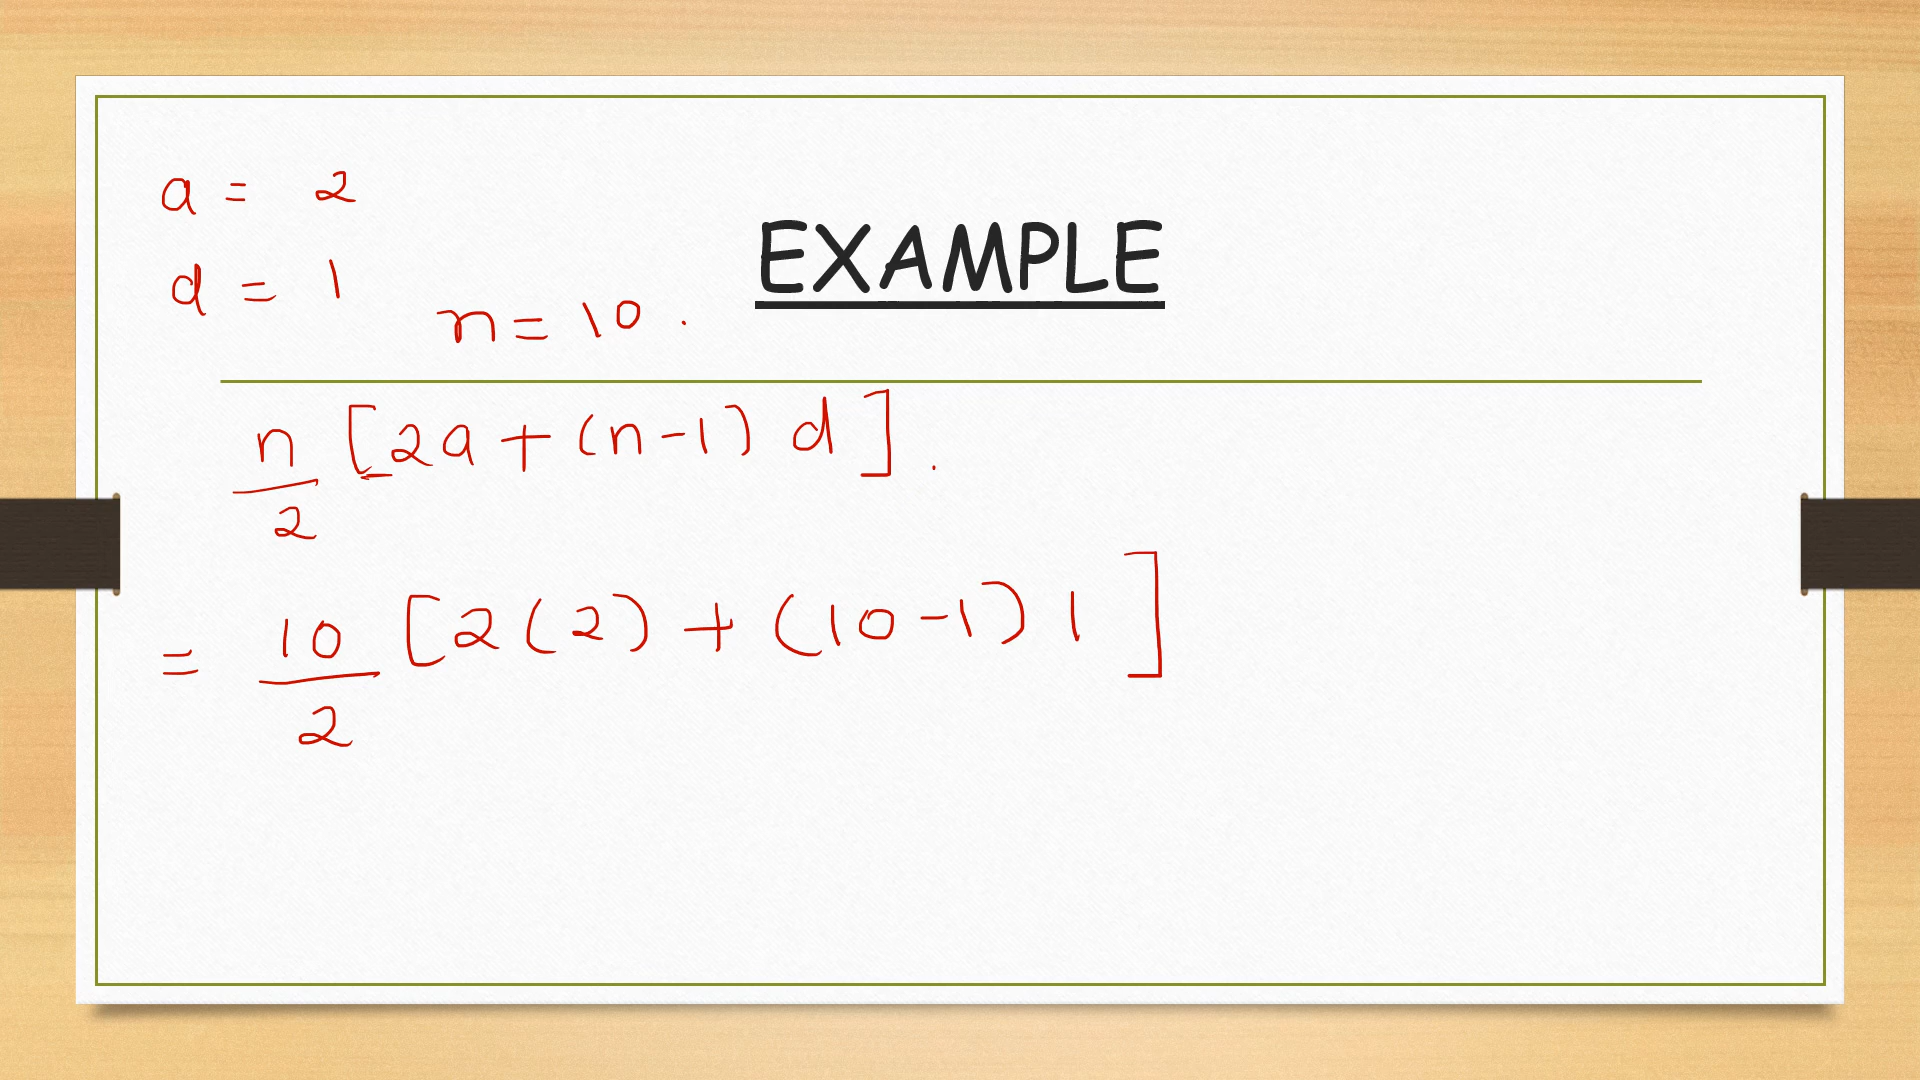 a = 2
EXAMPLE
d = 1
n = 10 .
n/2 [2a + (n-1) d] .
= 10/2 [2(2) + (10-1) 1]